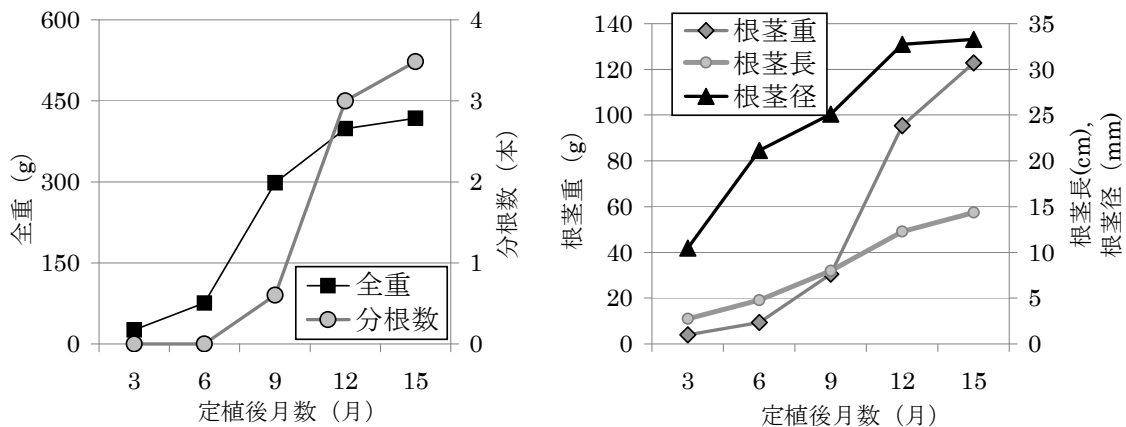 600
450
300
150
0
全重（g）
4
3
2
1
0
分根数（本）
全重
分根数
3 6 9 12 15
定植後月数（月）
140
120
100
80
60
40
20
0
根茎重（g）
35
30
25
20
15
10
5
0
根茎長(cm),
根茎径（mm）
根茎重
根茎長
根茎径
3 6 9 12 15
定植後月数（月）